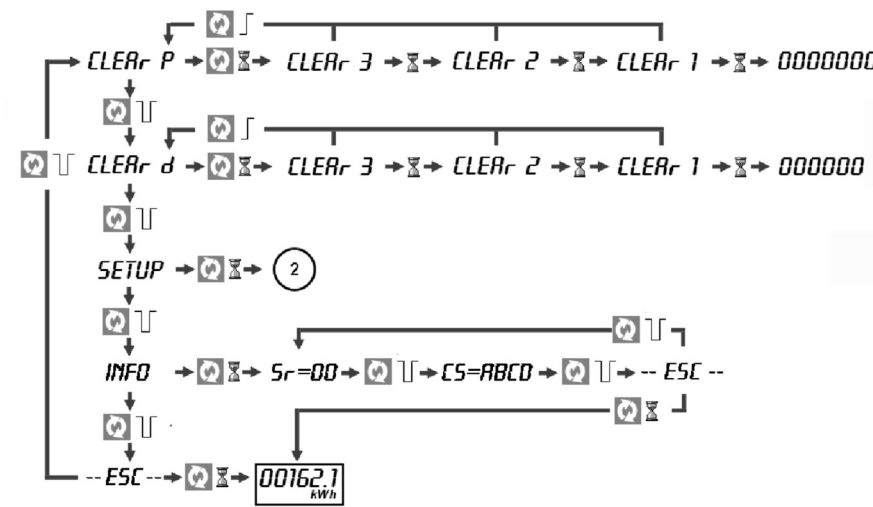 CLEAr P CLEAr 3 CLEAr 2 CLEAr 1 0000000
CLEAr d CLEAr 3 CLEAr 2 CLEAr 1 000000
SETUP 2
INFO Sr=00 CS=ABCD -- ESC --
-- ESC -- 00162.1
kWh